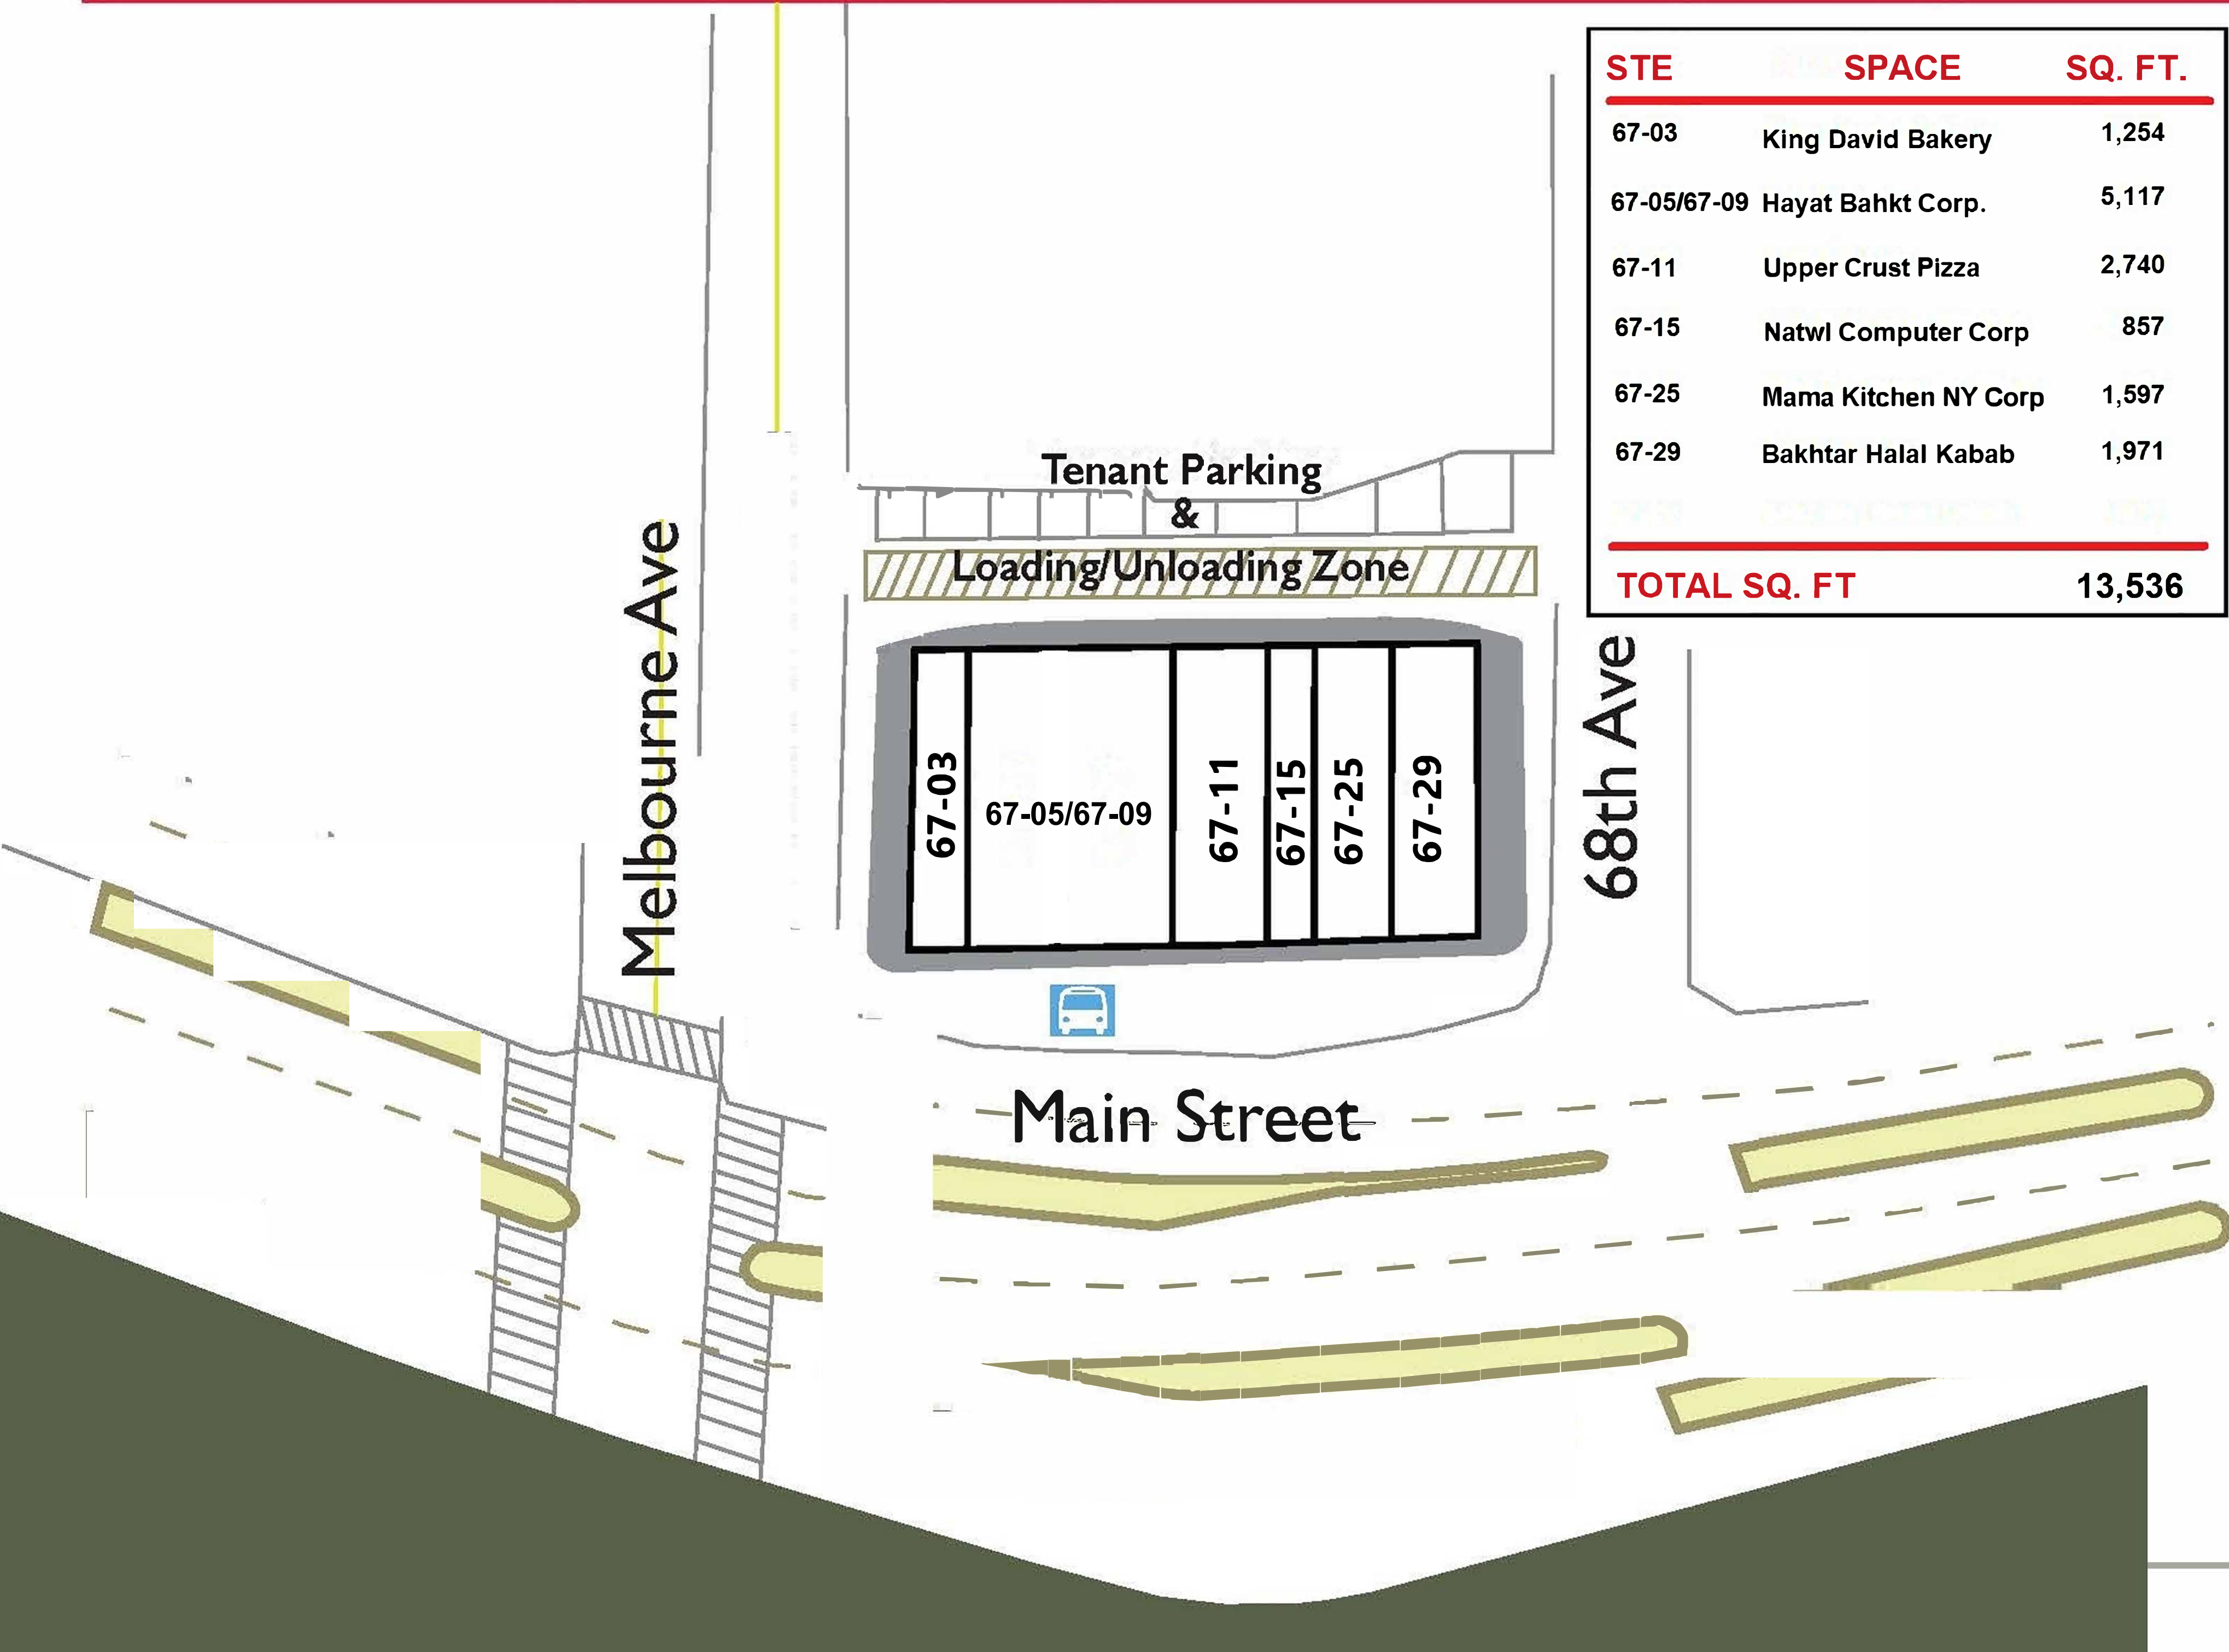 STE SPACE SQ. FT.
67-03 King David Bakery 1,254
67-05/67-09 Hayat Bahkt Corp. 5,117
67-11 Upper Crust Pizza 2,740
67-15 Natwl Computer Corp 857
67-25 Mama Kitchen NY Corp 1,597
67-29 Bakhtar Halal Kabab 1,971
TOTAL SQ. FT 13,536
Tenant Parking
&
Loading/Unloading Zone
Melbourne Ave
67-03
67-05/67-09
67-11
67-15
67-25
67-29
68th Ave
Main Street